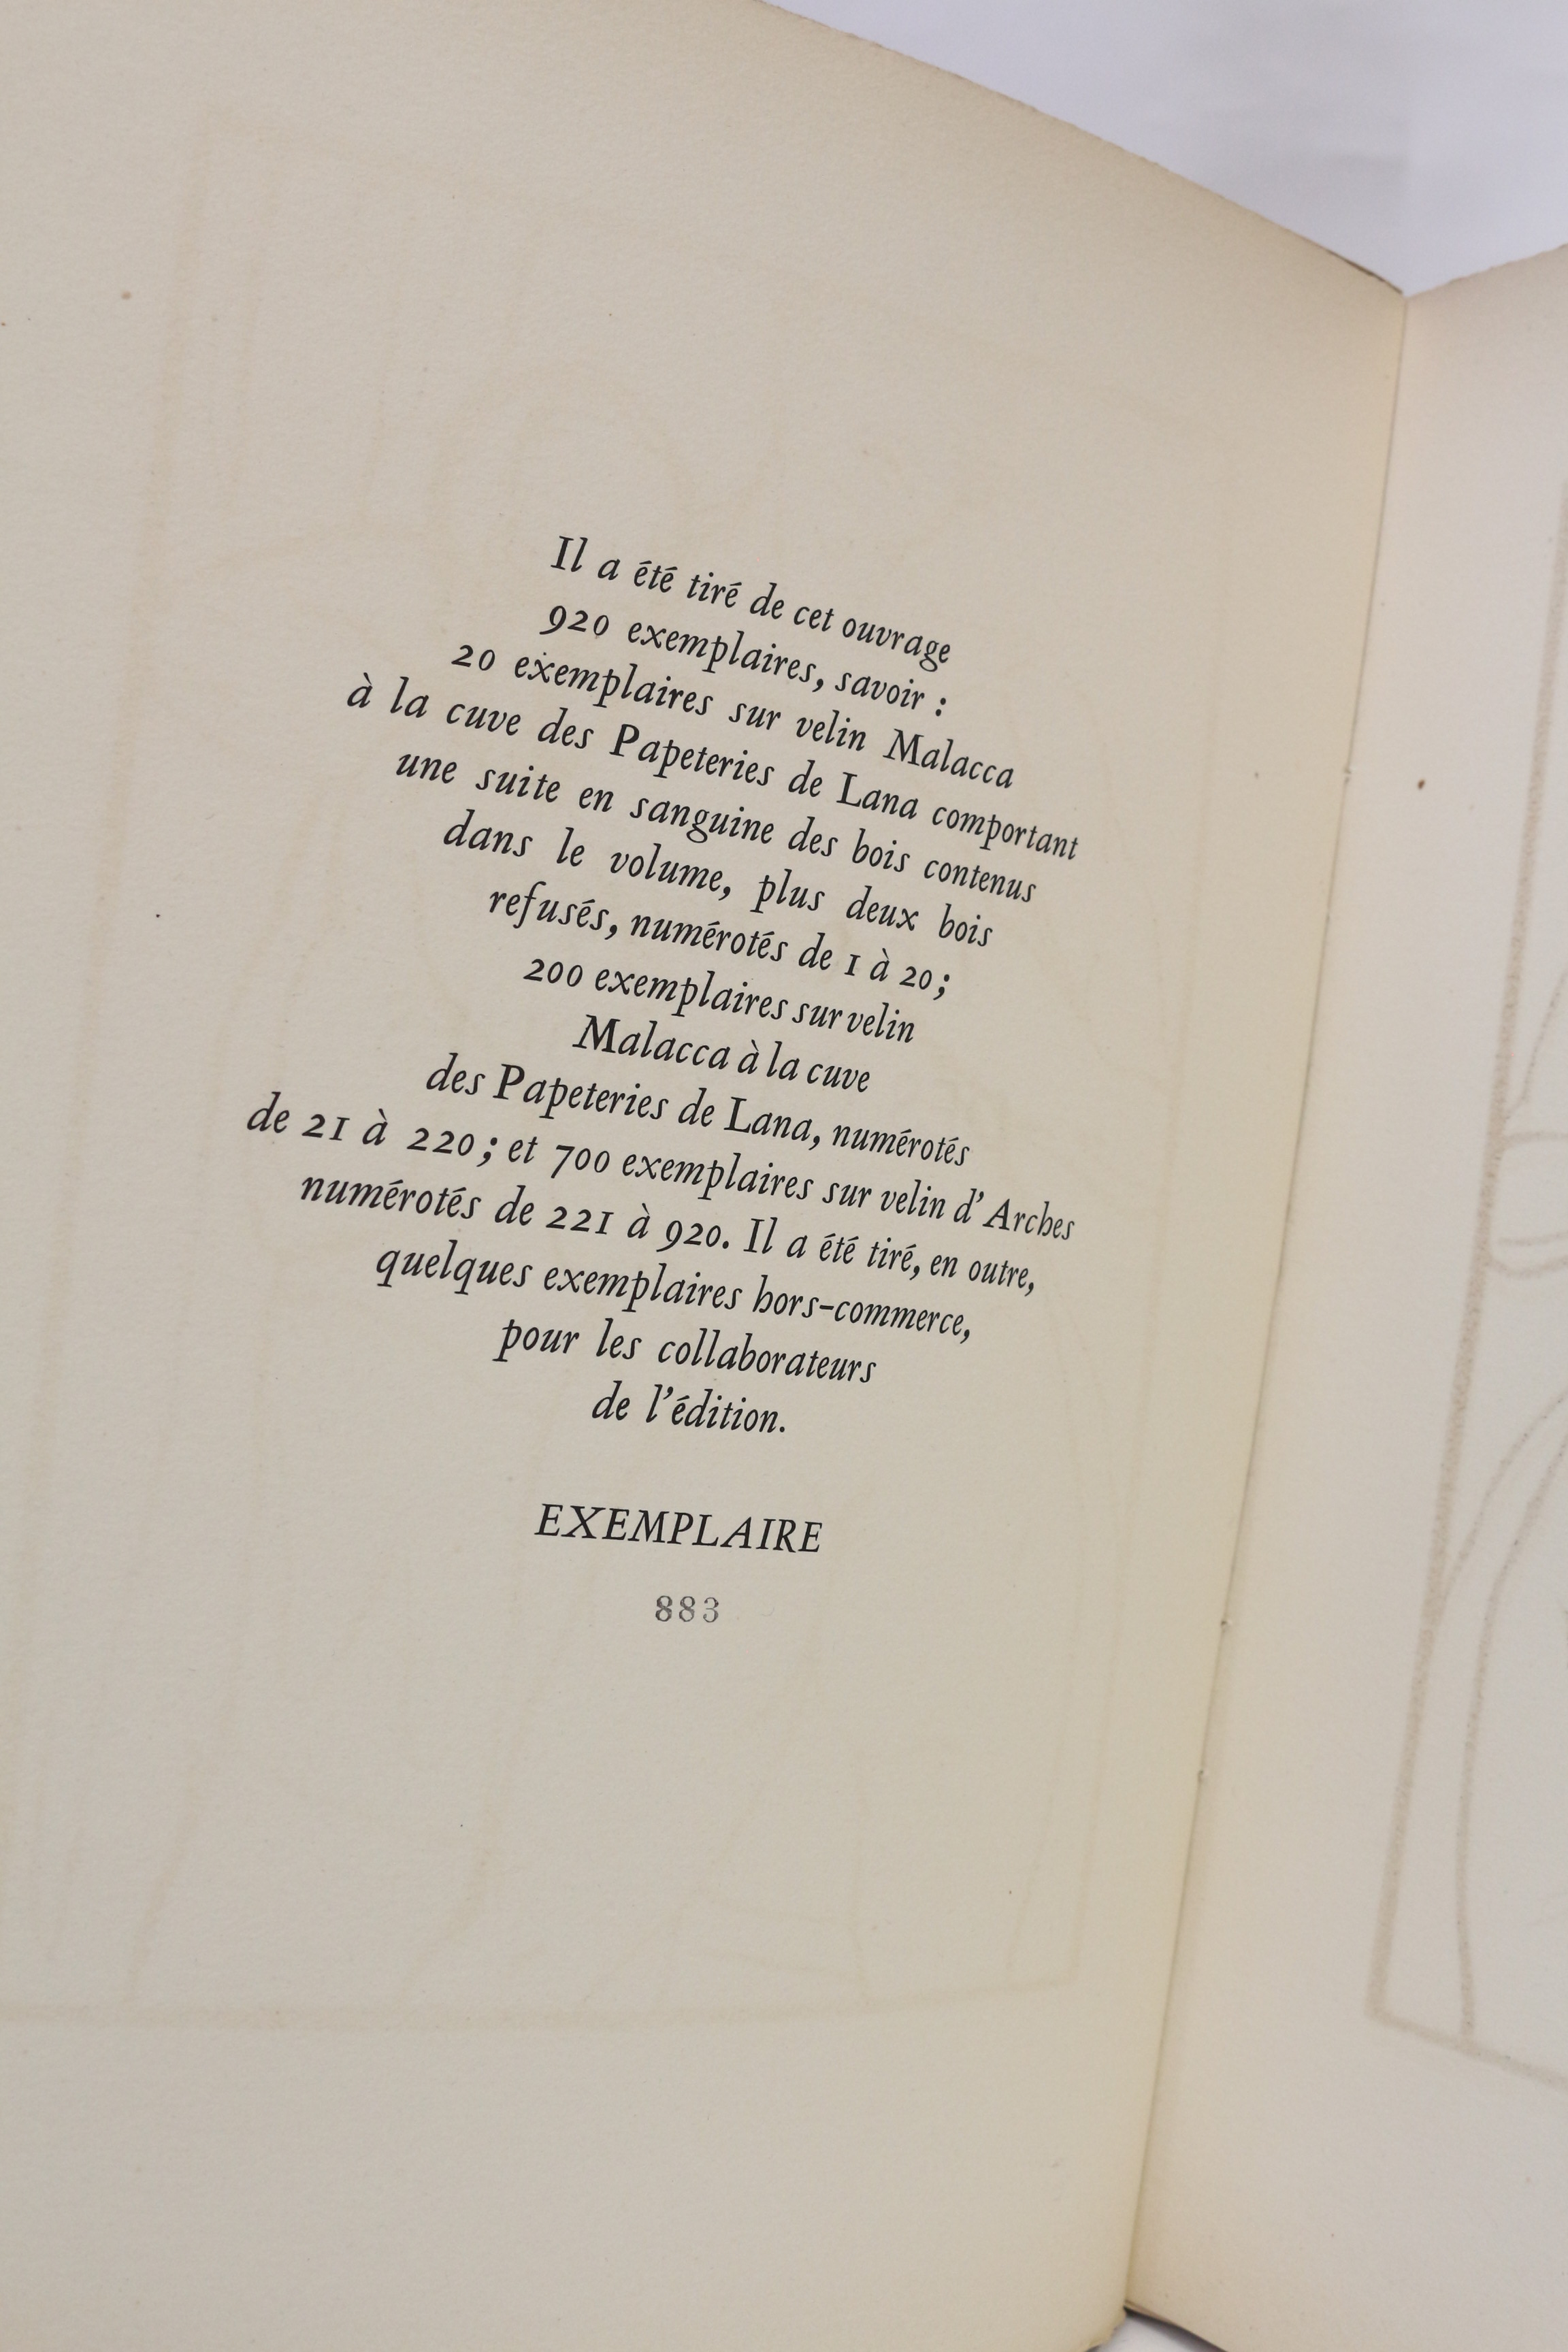 Il a été tiré de cet ouvrage
920 exemplaires, savoir :
20 exemplaires sur velin Malacca
à la cuve des Papeteries de Lana comportant
une suite en sanguine des bois contenus
dans le volume, plus deux bois
refusés, numérotés de 1 à 20 ;
200 exemplaires sur velin
Malacca à la cuve
des Papeteries de Lana, numérotés
de 21 à 220 ; et 700 exemplaires sur velin d'Arches
numérotés de 221 à 920. Il a été tiré, en outre,
quelques exemplaires hors-commerce,
pour les collaborateurs
de l'édition.
EXEMPLAIRE
883